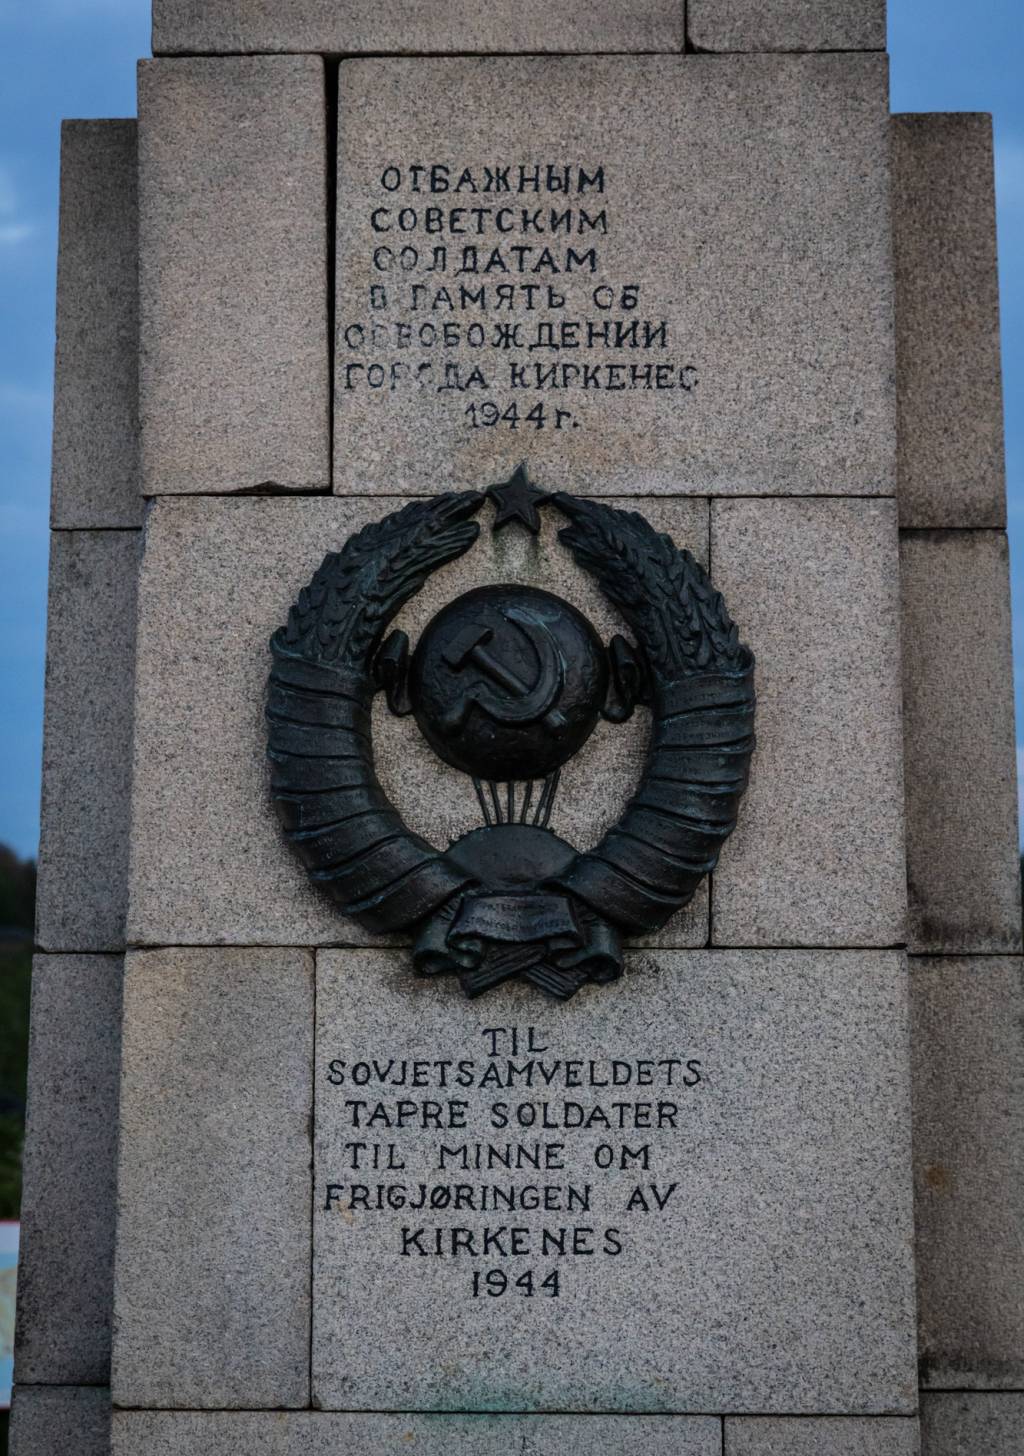 ОТВАЖНЫМ
СОВЕТСКИМ
СОЛДАТАМ
В ПАМЯТЬ ОБ
ОСВОБОЖДЕНИИ
ГОРОДА КИРКЕНЕС
1944 г.
TIL
SOVJETSAMVELDETS
TAPRE SOLDATER
TIL MINNE OM
FRIGJØRINGEN AV
KIRKENES
1944